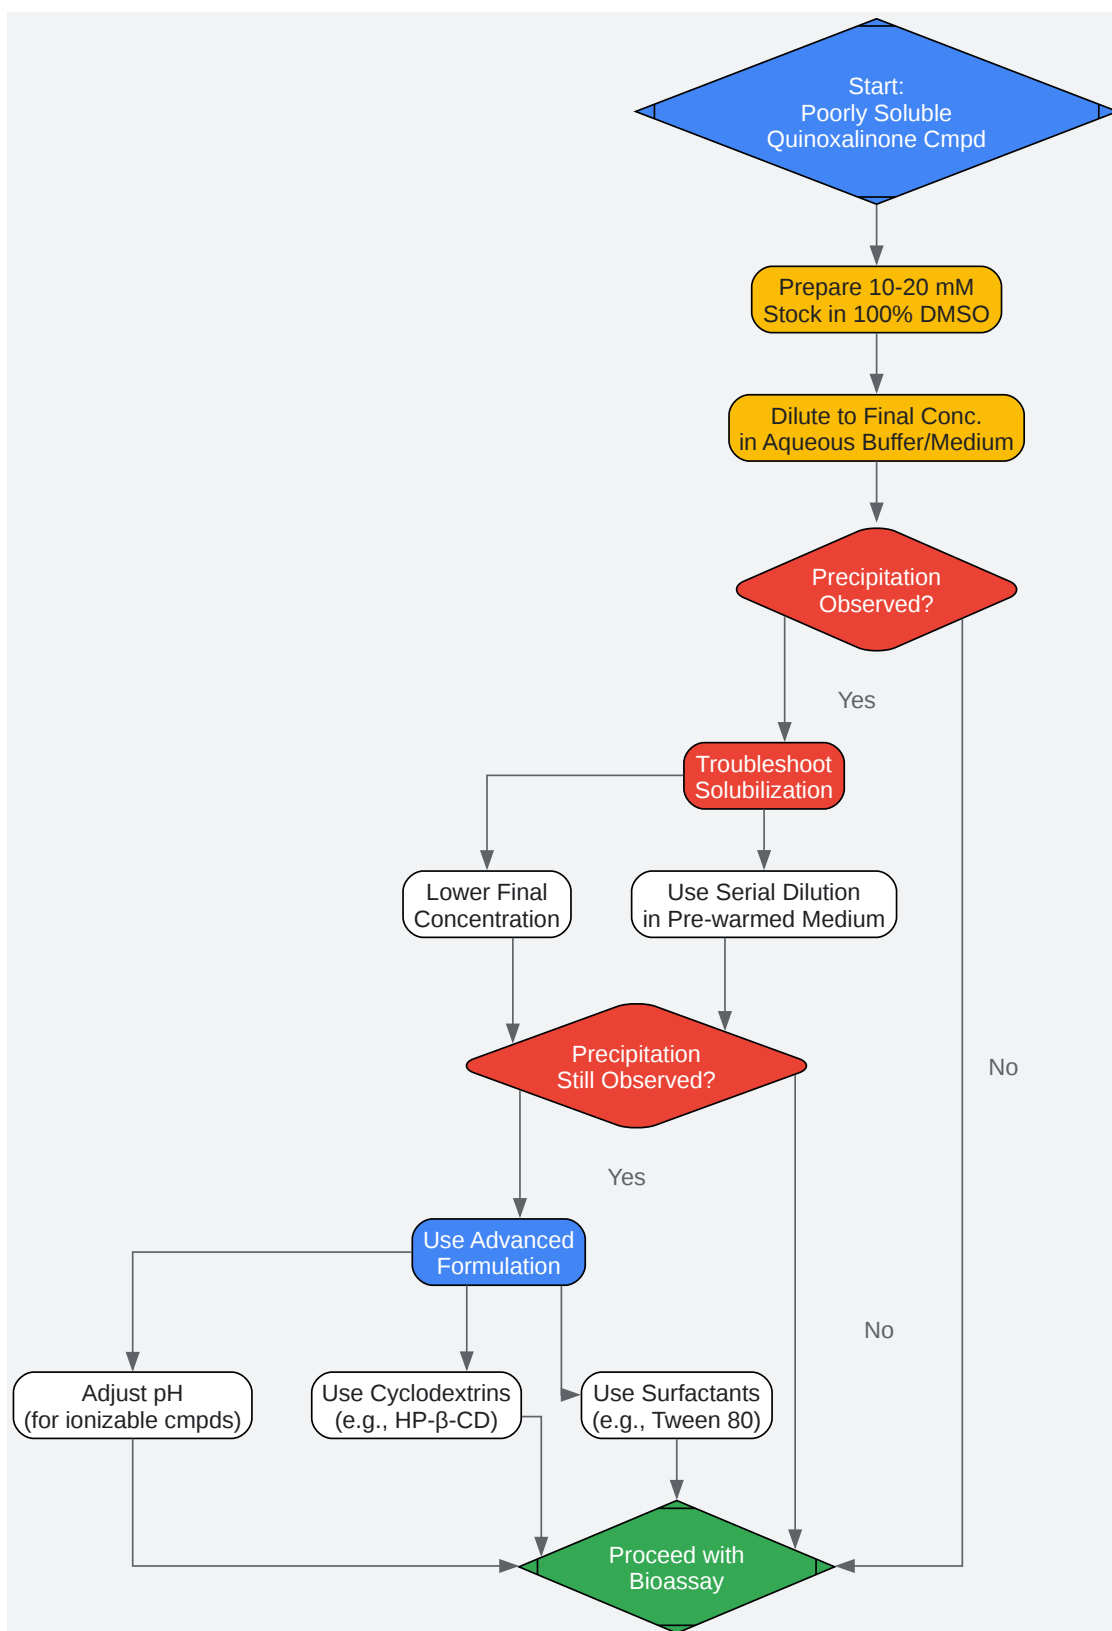 Start:
Poorly Soluble
Quinoxalinone Cmpd
Prepare 10-20 mM
Stock in 100% DMSO
Dilute to Final Conc.
in Aqueous Buffer/Medium
Precipitation
Observed?
Yes
Troubleshoot
Solubilization
Lower Final
Concentration
Use Serial Dilution
in Pre-warmed Medium
Precipitation
Still Observed?
No
Yes
Use Advanced
Formulation
No
Adjust pH
(for ionizable cmpds)
Use Cyclodextrins
(e.g., HP-β-CD)
Use Surfactants
(e.g., Tween 80)
Proceed with
Bioassay